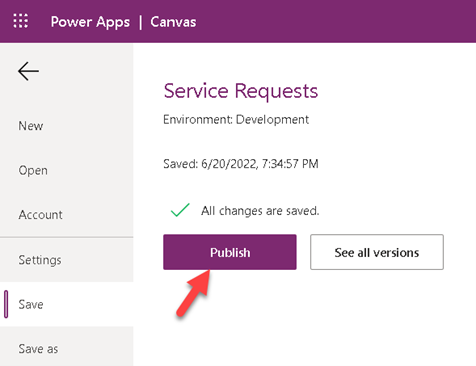 Power Apps | Canvas
Service Requests
Environment: Development
New
Saved: 6/20/2022, 7:34:57 PM
Open
All changes are saved.
Account
Publish
See all versions
Settings
Save
Save as